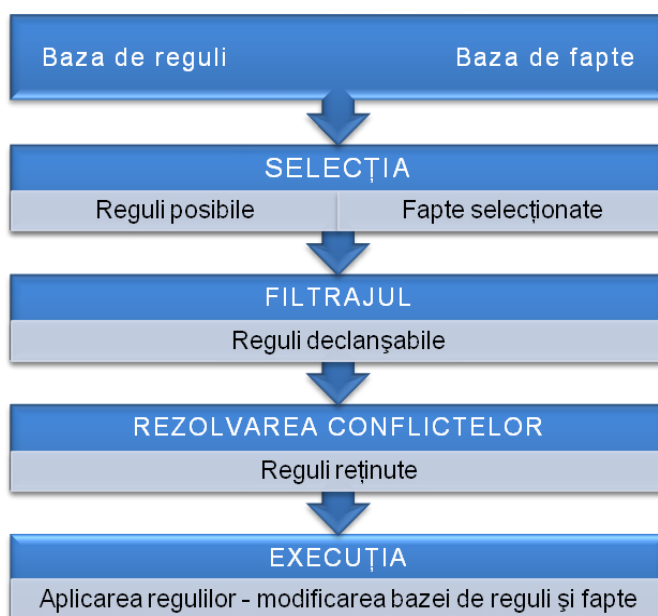 Baza de reguli Baza de fapte
SELECȚIA
Reguli posibile Fapte selecționate
FILTRAJUL
Reguli declanşabile
REZOLVAREA CONFLICTELOR
Reguli reținute
EXECUȚIA
Aplicarea regulilor - modificarea bazei de reguli și fapte